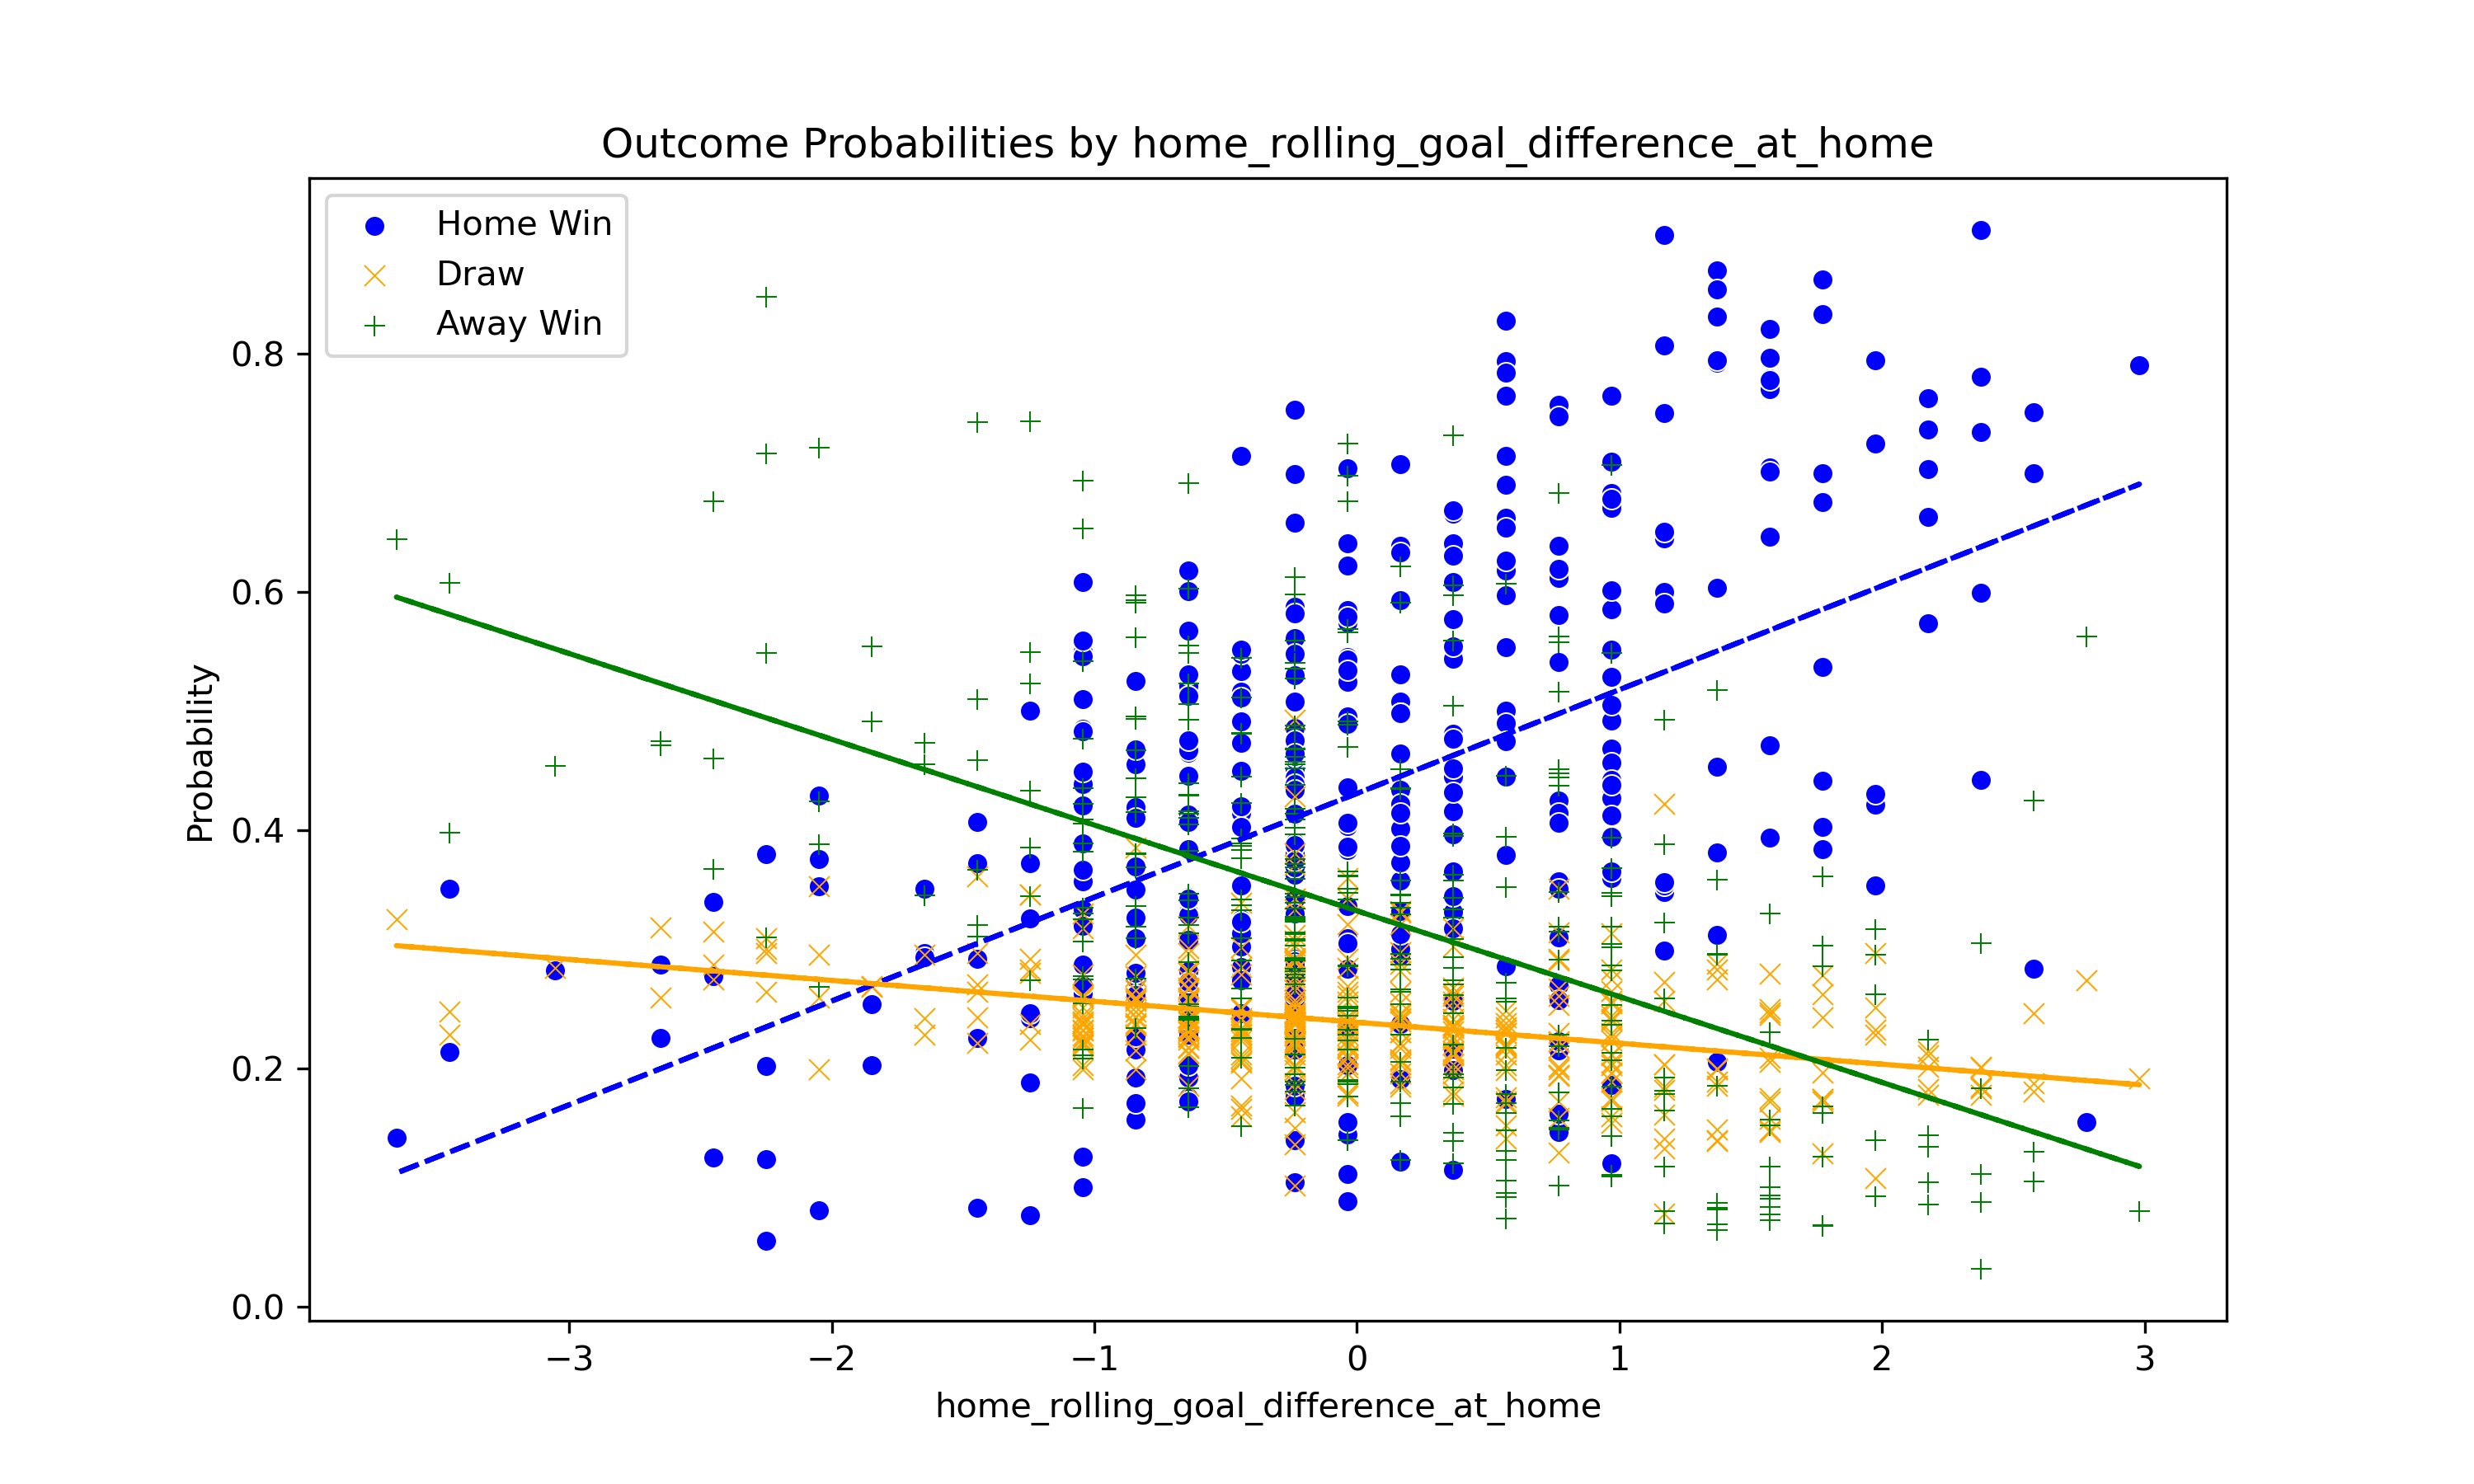 Outcome Probabilities by home_rolling_goal_difference_at_home
Home Win
Draw
Away Win
0.8
0.6
0.4
0.2
0.0
Probability
−3
−2
−1
0
1
2
3
home_rolling_goal_difference_at_home